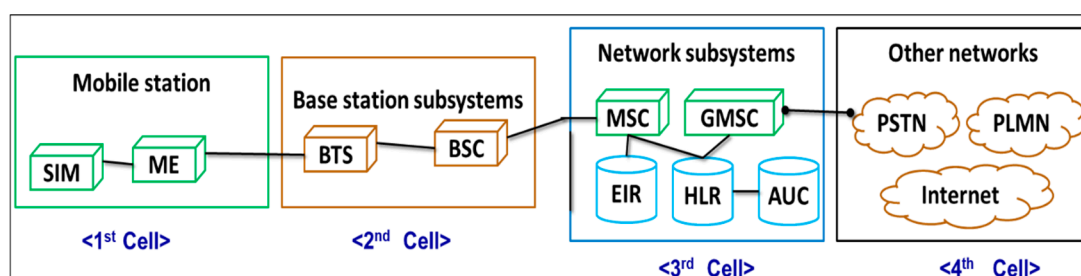 Mobile station
SIM
ME
<1st Cell>
Base station subsystems
BTS
BSC
<2nd Cell>
Network subsystems
MSC
GMSC
EIR
HLR
AUC
<3rd Cell>
Other networks
PSTN
PLMN
Internet
<4th Cell>